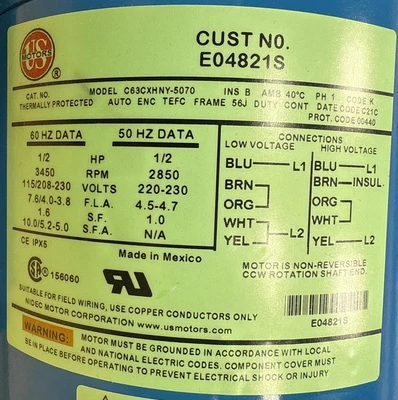 US
MOTORS
®
CUST NO.
E04821S
CAT NO. MODEL C63CXHNY-5070 INS B AMB 40°C PH 1 CODE K
THERMALLY PROTECTED AUTO ENC TEFC FRAME 56J DUTY CONT DATE CODE C21C
PROT. CODE 00440
60 HZ DATA 50 HZ DATA
1/2 HP 1/2
3450 RPM 2850
115/208-230 VOLTS 220-230
7.6/4.0-3.8 F.L.A. 4.5-4.7
1.6 S.F. 1.0
10.0/5.2-5.0 S.F.A. N/A
CONNECTIONS
LOW VOLTAGE HIGH VOLTAGE
BLU L1 BLU L1
BRN BRN INSUL.
ORG ORG
WHT L2 WHT
YEL YEL L2
MOTOR IS NON-REVERSIBLE
CCW ROTATION SHAFT END.
CE IPX5 Made in Mexico
156060
SUITABLE FOR FIELD WIRING, USE COPPER CONDUCTORS ONLY
NIDEC MOTOR CORPORATION www.usmotors.com
E04821S
WARNING: MOTOR MUST BE GROUNDED IN ACCORDANCE WITH LOCAL
AND NATIONAL ELECTRIC CODES. COMPONENT COVER MUST
BE IN PLACE BEFORE OPERATING TO PREVENT ELECTRICAL SHOCK AND
INJURY